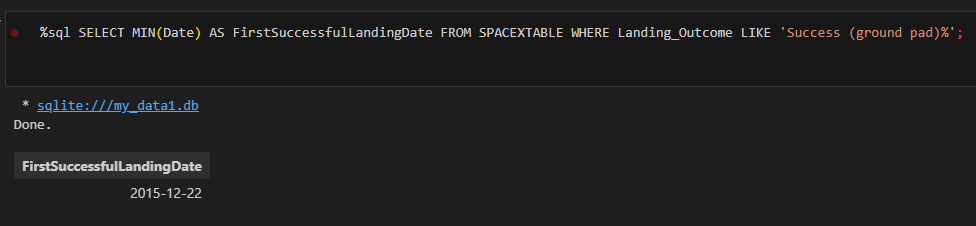 %sql SELECT MIN(Date) AS FirstSuccessfulLandingDate FROM SPACEXTABLE WHERE Landing_Outcome LIKE 'Success (ground pad)%';
* sqlite:///my_data1.db
Done.
FirstSuccessfulLandingDate
2015-12-22